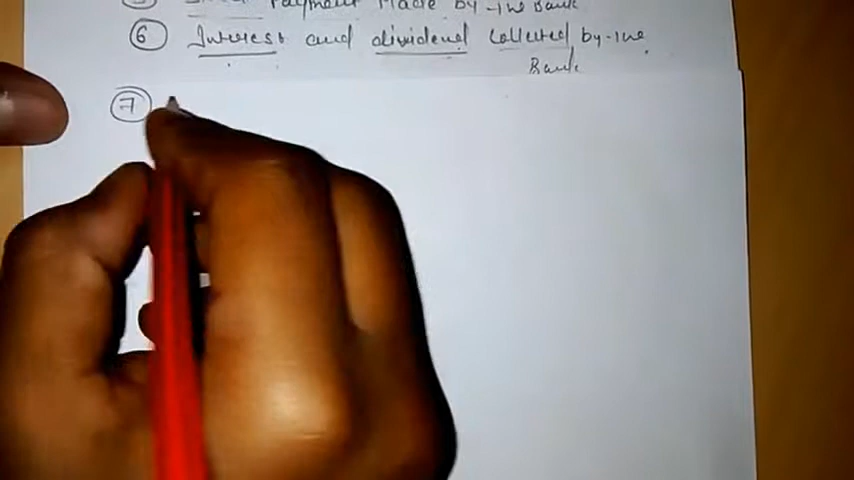 Payment Made by the Bank
⑥ Interest and dividend Collected by the
Bank
⑦